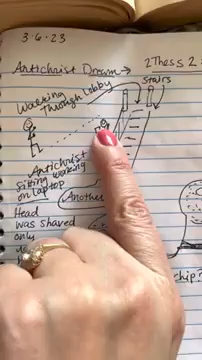 3-6-23
Antichrist Dream → 2 Thess 2:
Stairs
Walking
Through Lobby
Antichrist
sitting working
on laptop
Another
Head
was shaved
only
chip?